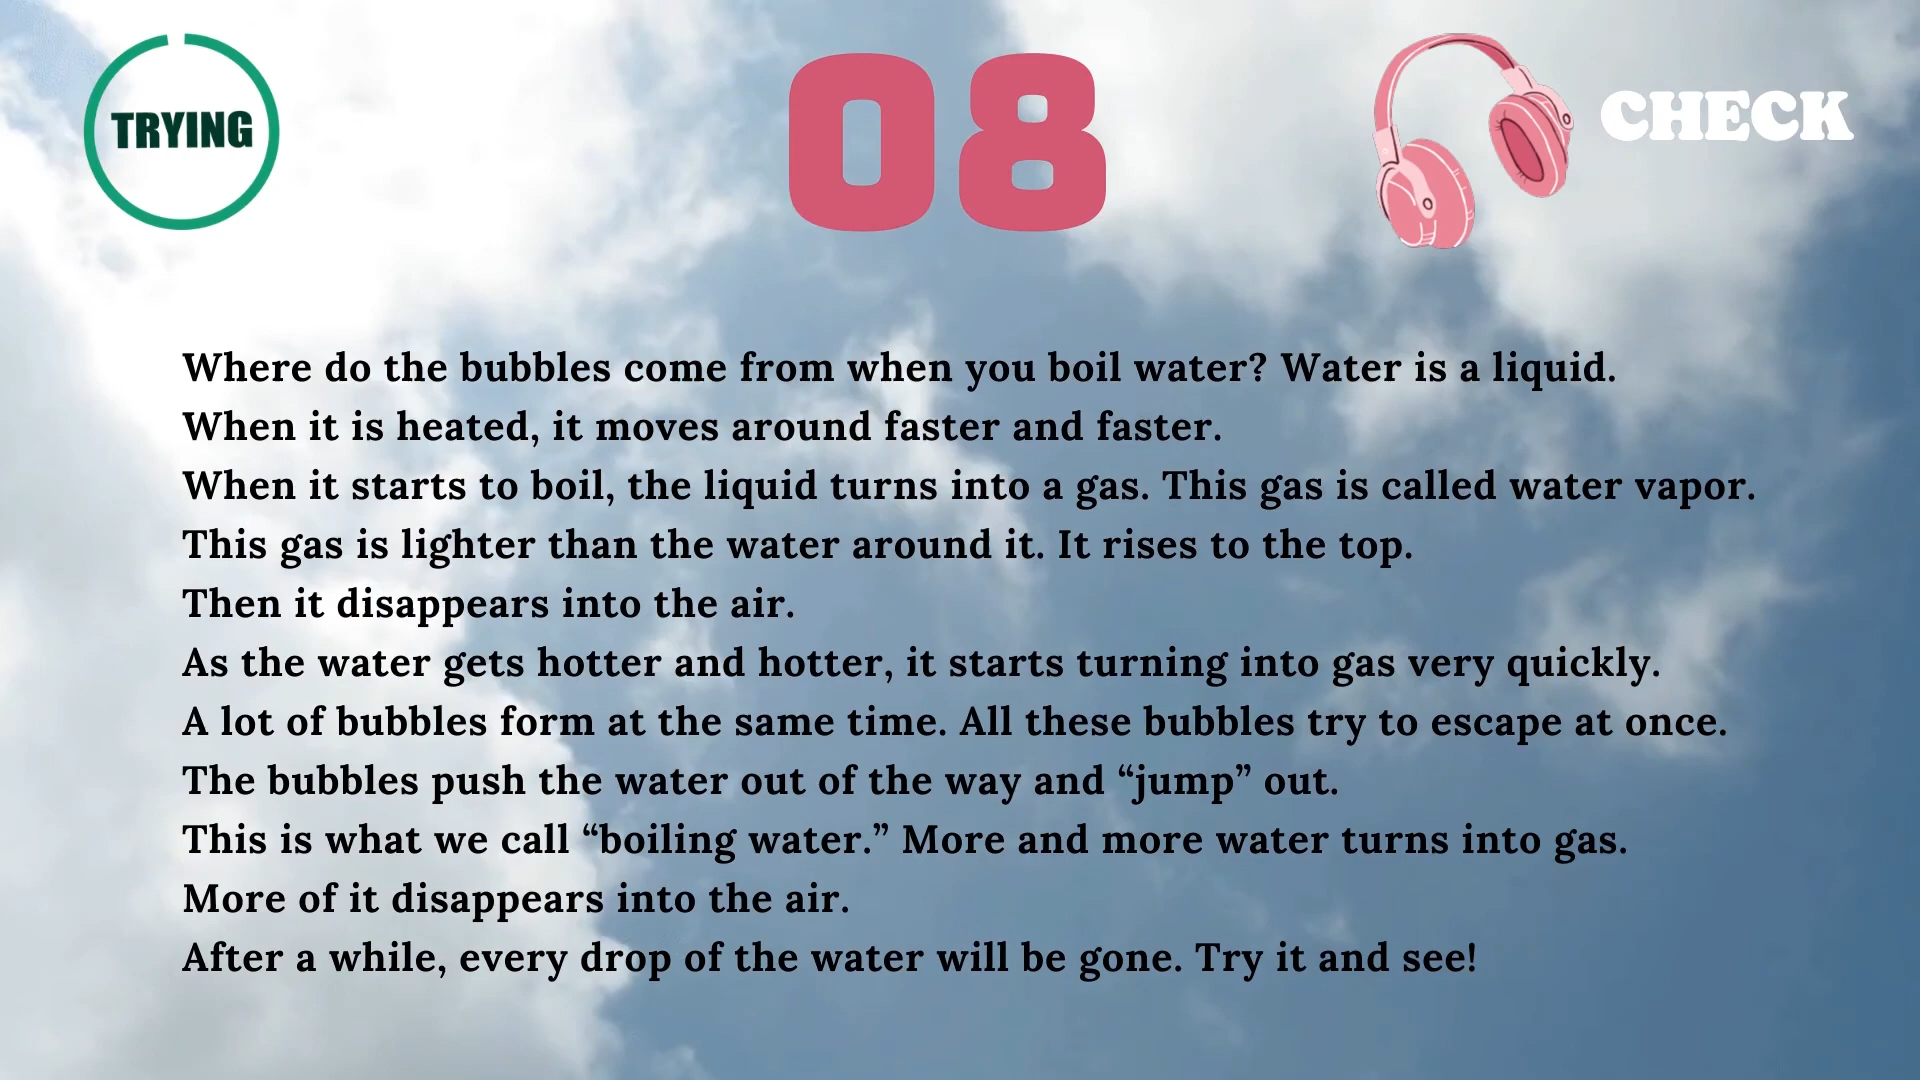 TRYING
08
CHECK
Where do the bubbles come from when you boil water? Water is a liquid.
When it is heated, it moves around faster and faster.
When it starts to boil, the liquid turns into a gas. This gas is called water vapor.
This gas is lighter than the water around it. It rises to the top.
Then it disappears into the air.
As the water gets hotter and hotter, it starts turning into gas very quickly.
A lot of bubbles form at the same time. All these bubbles try to escape at once.
The bubbles push the water out of the way and “jump” out.
This is what we call “boiling water.” More and more water turns into gas.
More of it disappears into the air.
After a while, every drop of the water will be gone. Try it and see!